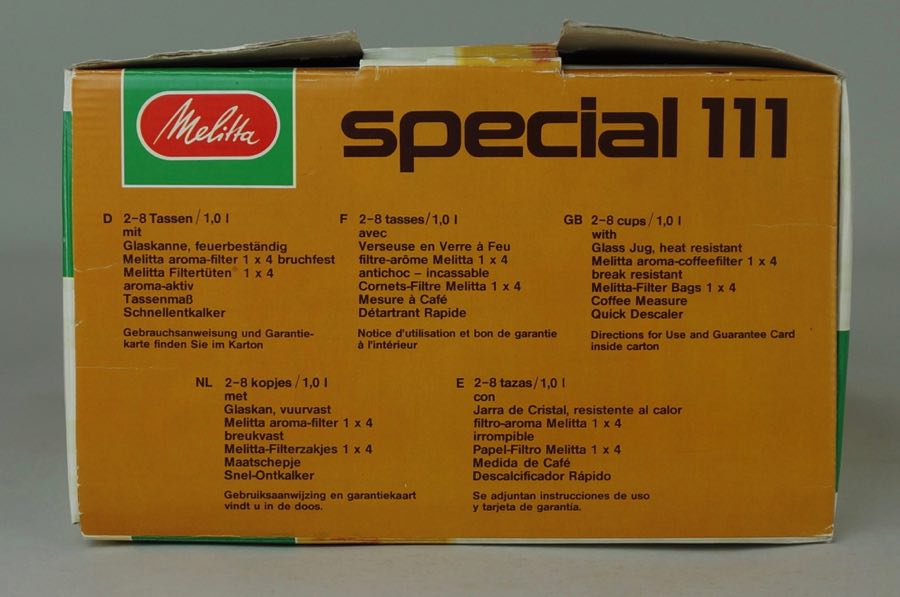 Melitta
special 111
D 2-8 Tassen / 1,0 l
mit
Glaskanne, feuerbeständig
Melitta aroma-filter 1 x 4 bruchfest
Melitta Filtertüten® 1 x 4
aroma-aktiv
Tassenmaß
Schnellentkalker
Gebrauchsanweisung und Garantie-
karte finden Sie im Karton
F 2-8 tasses/1,0 l
avec
Verseuse en Verre à Feu
filtre-arôme Melitta 1 x 4
antichoc – incassable
Cornets-Filtre Melitta 1 x 4
Mesure à Café
Détartrant Rapide
Notice d'utilisation et bon de garantie
à l'intérieur
GB 2-8 cups / 1,0 l
with
Glass Jug, heat resistant
Melitta aroma-coffeefilter 1 x 4
break resistant
Melitta-Filter Bags 1 x 4
Coffee Measure
Quick Descaler
Directions for Use and Guarantee Card
inside carton
NL 2-8 kopjes / 1,0 l
met
Glaskan, vuurvast
Melitta aroma-filter 1 x 4
breukvast
Melitta-Filterzakjes 1 x 4
Maatschepje
Snel-Ontkalker
Gebruiksaanwijzing en garantiekaart
vindt u in de doos.
E 2-8 tazas/1,0 l
con
Jarra de Cristal, resistente al calor
filtro-aroma Melitta 1 x 4
irrompible
Papel-Filtro Melitta 1 x 4
Medida de Café
Descalcificador Rápido
Se adjuntan instrucciones de uso
y tarjeta de garantía.